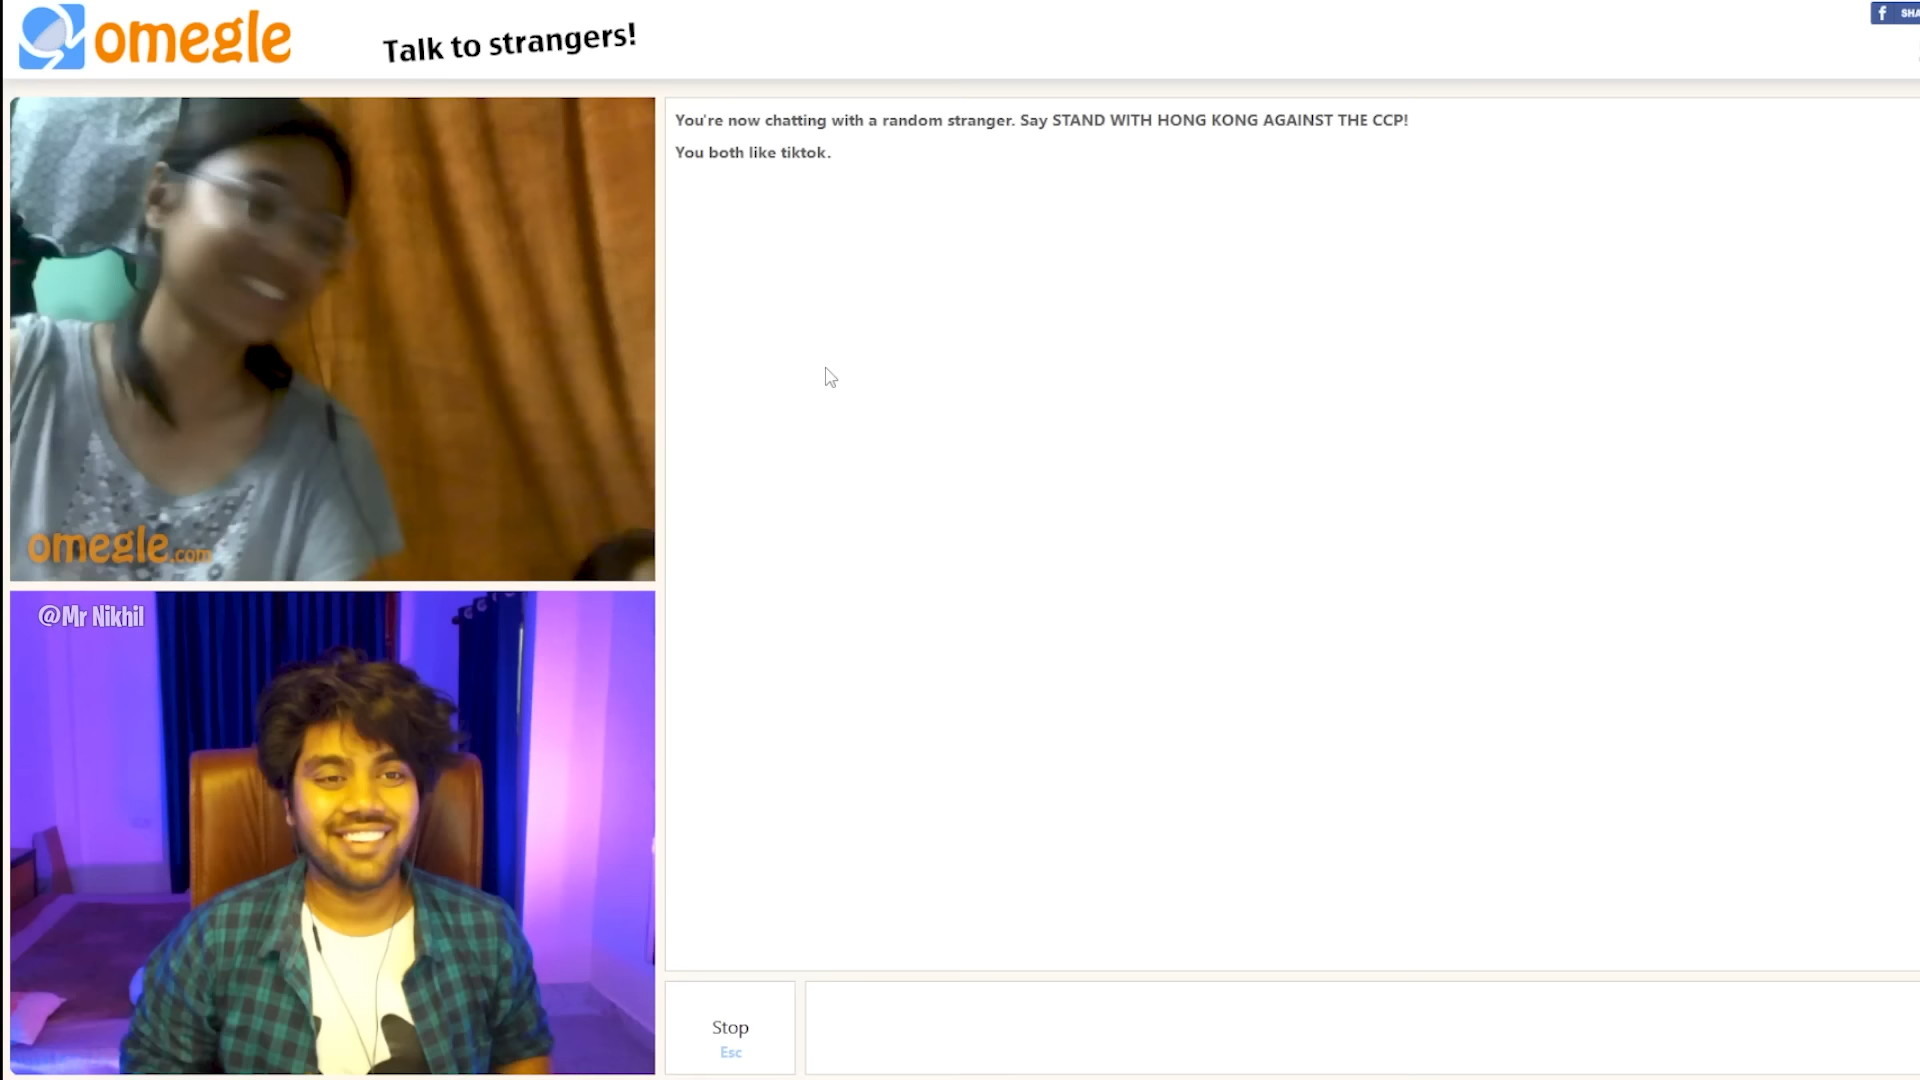 omegle
Talk to strangers!
f SHA
You're now chatting with a random stranger. Say STAND WITH HONG KONG AGAINST THE CCP!
You both like tiktok.
omegle.com
@Mr Nikhil
Stop
Esc